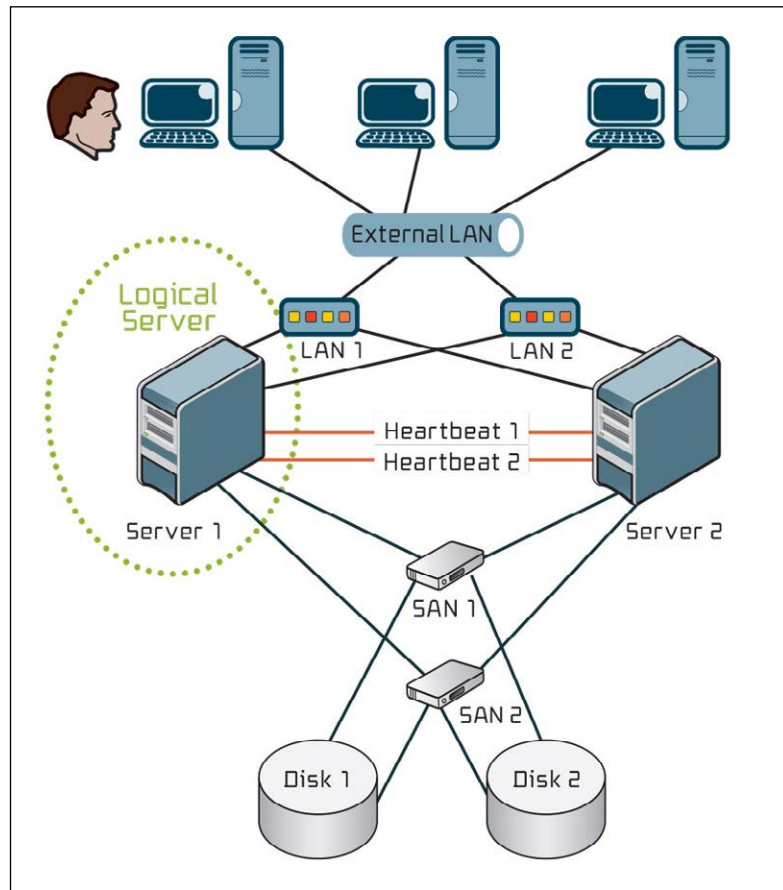 External LAN
Logical
Server
LAN 1
LAN 2
Heartbeat 1
Heartbeat 2
Server 1
Server 2
SAN 1
SAN 2
Disk 1
Disk 2